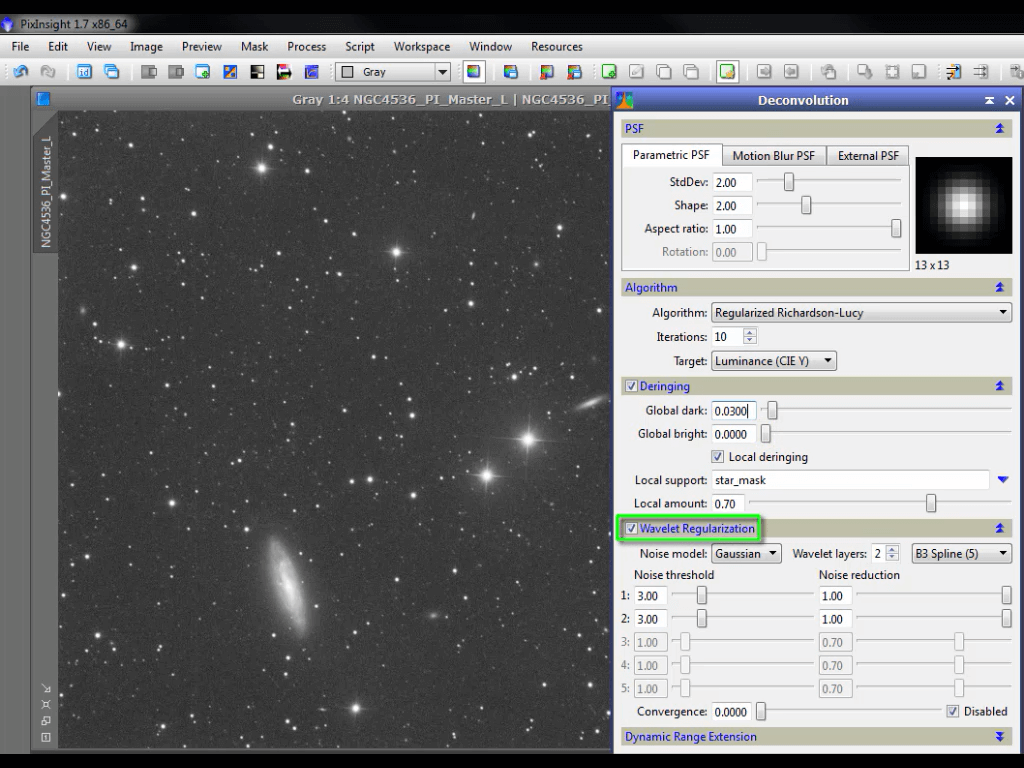 PixInsight 1.7 x86_64
File Edit View Image Preview Mask Process Script Workspace Window Resources
id Gray
Gray 1:4 NGC4536_PI_Master_L | NGC4536_PI
NGC4536_PI_Master_L
Deconvolution
PSF
Parametric PSF Motion Blur PSF External PSF
StdDev: 2.00
Shape: 2.00
Aspect ratio: 1.00
Rotation: 0.00
13 x 13
Algorithm
Algorithm: Regularized Richardson-Lucy
Iterations: 10
Target: Luminance (CIE Y)
Deringing
Global dark: 0.0300
Global bright: 0.0000
Local deringing
Local support: star_mask
Local amount: 0.70
Wavelet Regularization
Noise model: Gaussian Wavelet layers: 2 B3 Spline (5)
Noise threshold Noise reduction
1: 3.00 1.00
2: 3.00 1.00
3: 1.00 0.70
4: 1.00 0.70
5: 1.00 0.70
Convergence: 0.0000 Disabled
Dynamic Range Extension